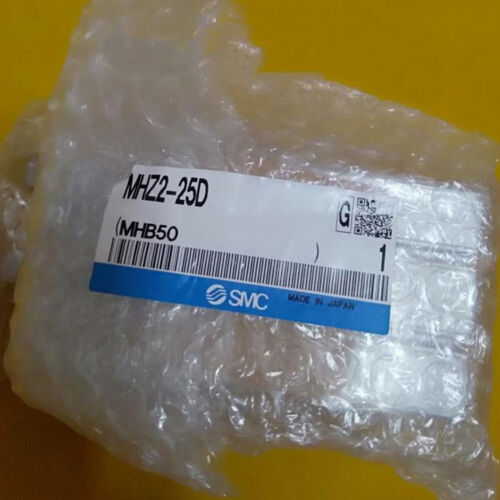 MHZ2-25D
G
(MHB50 )
1
SMC MADE IN JAPAN